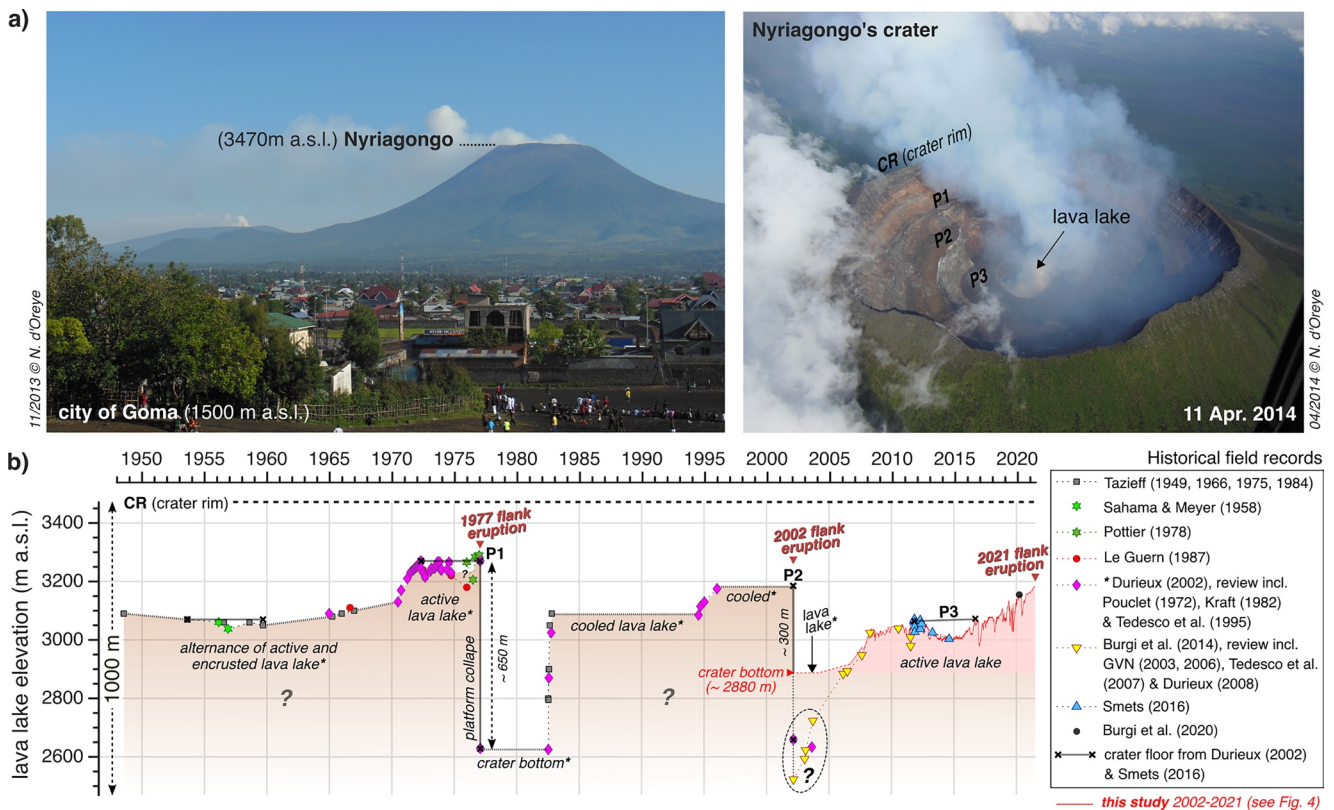 a)
(3470m a.s.l.) Nyriagongo ..........
city of Goma (1500 m a.s.l.)
11/2013 © N. d'Oreye
Nyriagongo's crater
CR (crater rim)
P1
P2
P3
lava lake
11 Apr. 2014
04/2014 © N. d'Oreye
b)
1950 1955 1960 1965 1970 1975 1980 1985 1990 1995 2000 2005 2010 2015 2020
lava lake elevation (m a.s.l.)
3400
3200
3000
2800
2600
1000 m
CR (crater rim)
1977 flank
eruption
P1
?
active
lava lake*
alternance of active and
encrusted lava lake*
?
platform collapse
~ 650 m
crater bottom*
cooled lava lake*
?
cooled*
2002 flank
eruption
P2
~ 300 m
lava
lake*
crater bottom
(~ 2880 m)
?
P3
active lava lake
2021 flank
eruption
Historical field records
Tazieff (1949, 1966, 1975, 1984)
Sahama & Meyer (1958)
Pottier (1978)
Le Guern (1987)
* Durieux (2002), review incl.
Pouclet (1972), Kraft (1982)
& Tedesco et al. (1995)
Burgi et al. (2014), review incl.
GVN (2003, 2006), Tedesco et al.
(2007) & Durieux (2008)
Smets (2016)
Burgi et al. (2020)
crater floor from Durieux (2002)
& Smets (2016)
this study 2002-2021 (see Fig. 4)